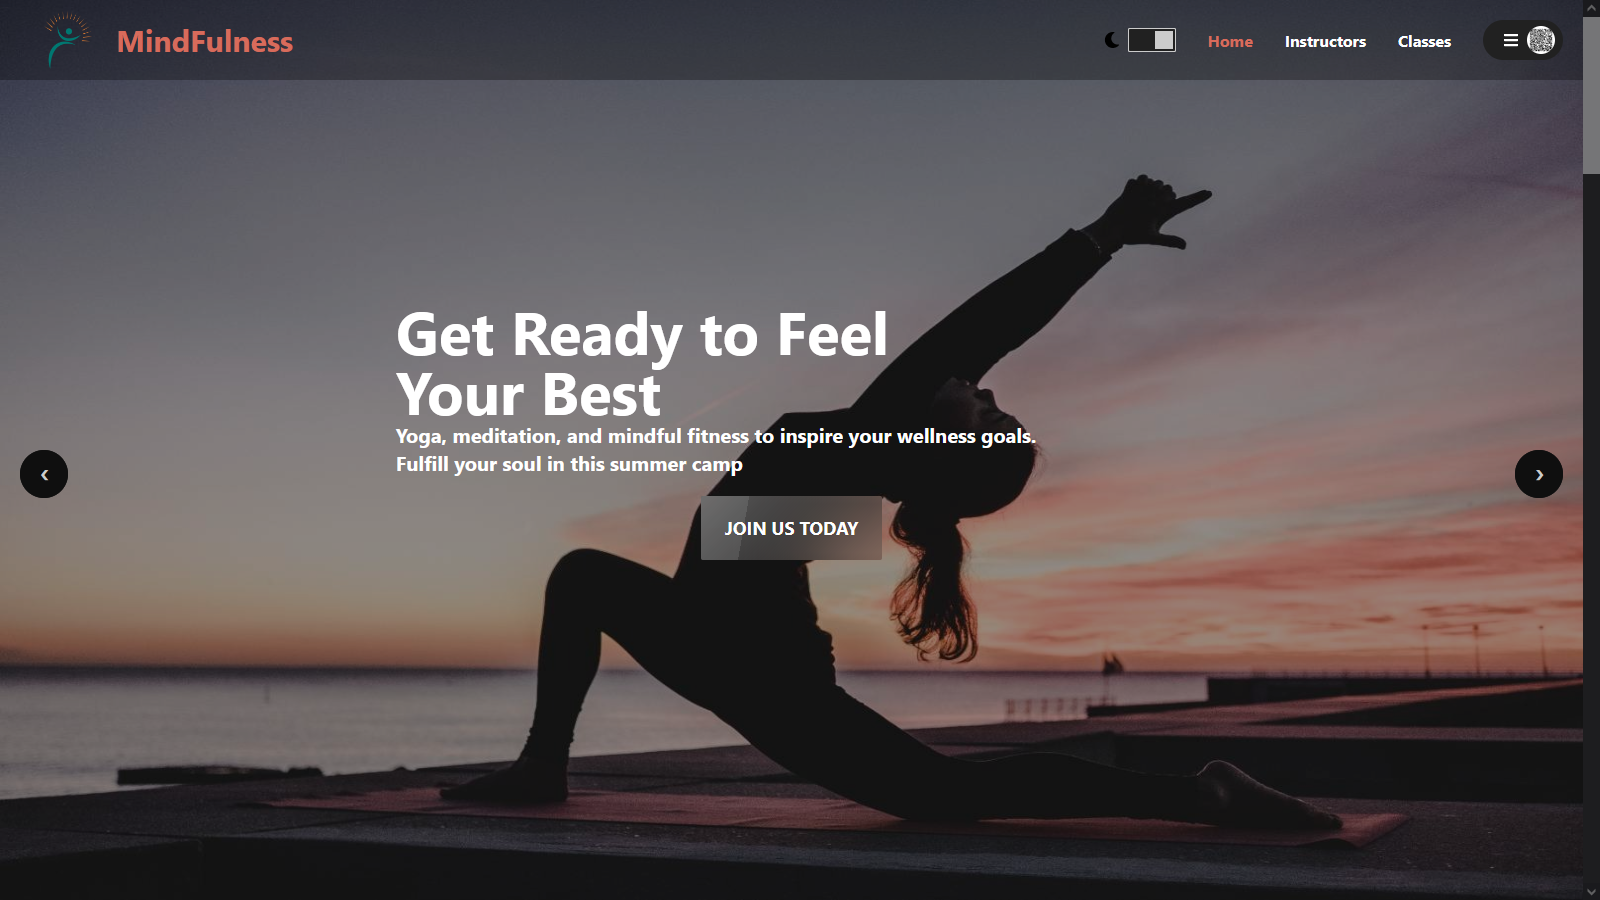 MindFulness
Home
Instructors
Classes
Get Ready to Feel
Your Best
Yoga, meditation, and mindful fitness to inspire your wellness goals.
Fulfill your soul in this summer camp
JOIN US TODAY